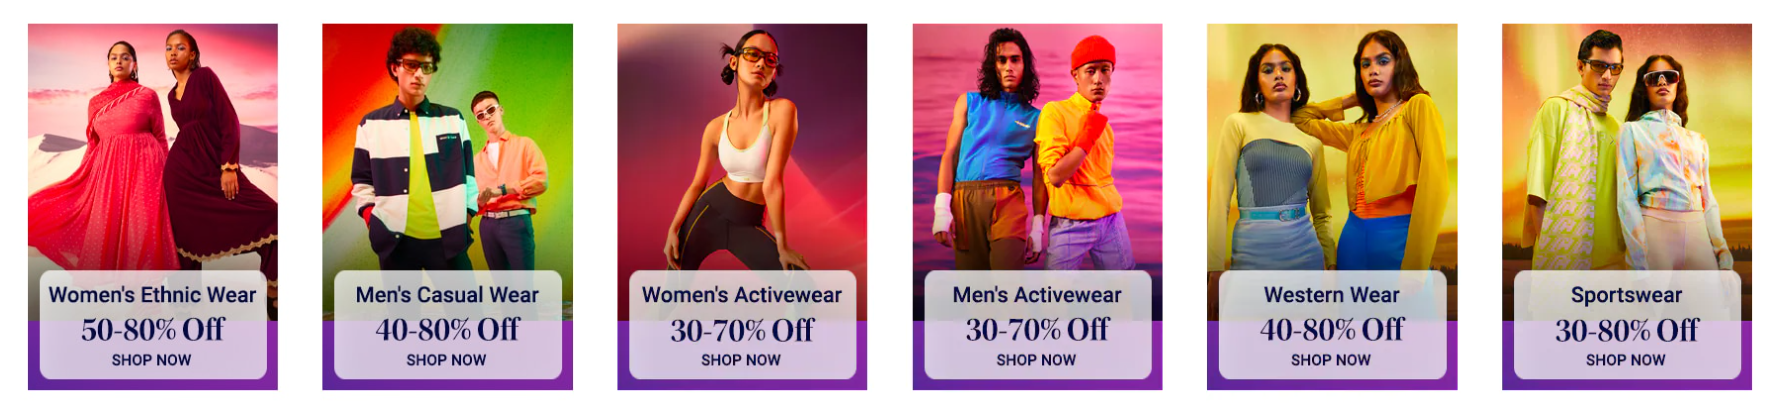 Women's Ethnic Wear
50-80% Off
SHOP NOW
Men's Casual Wear
40-80% Off
SHOP NOW
Women's Activewear
30-70% Off
SHOP NOW
Men's Activewear
30-70% Off
SHOP NOW
Western Wear
40-80% Off
SHOP NOW
Sportswear
30-80% Off
SHOP NOW